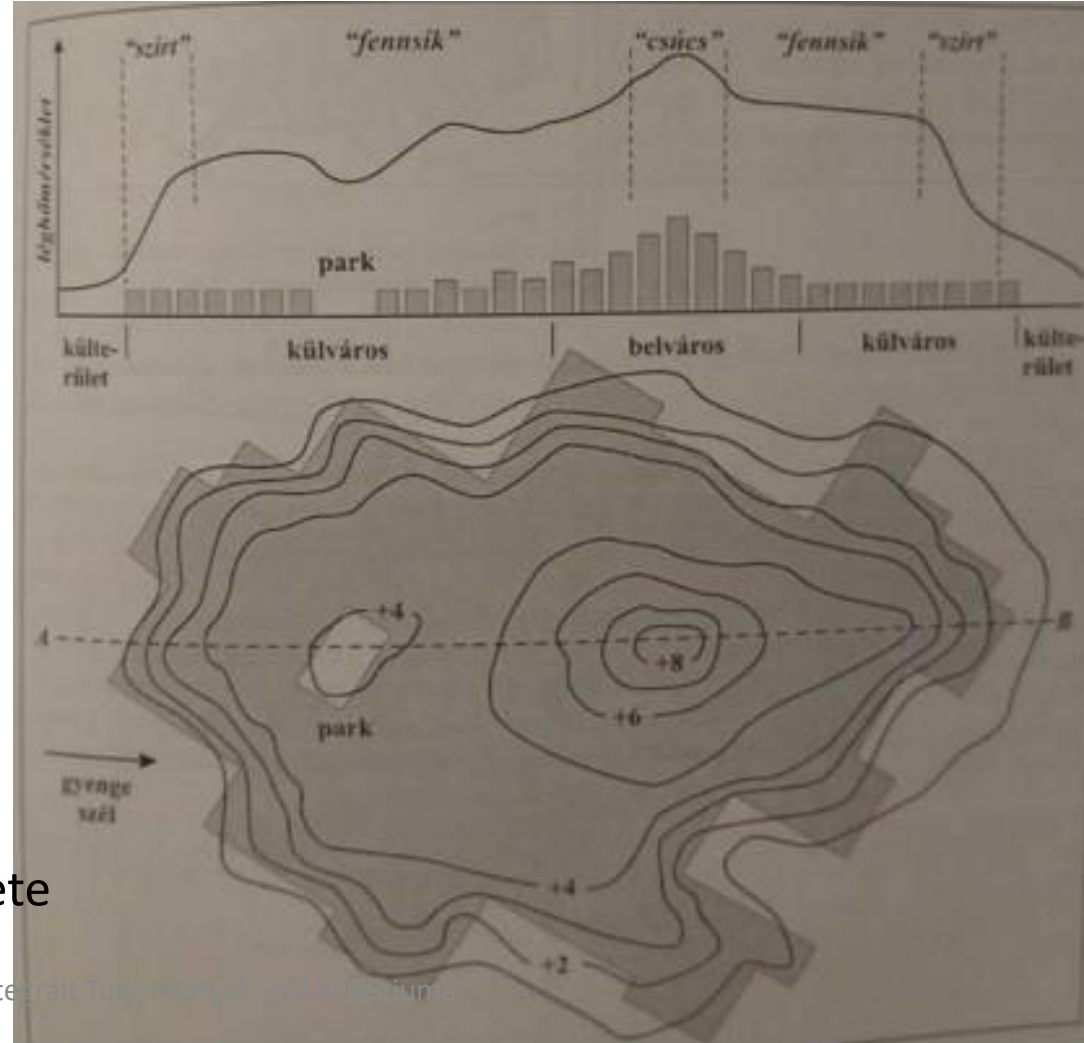 "szirt" "fennsík" "csúcs" "fennsík" "szirt"
léghőmérséklet
park
külte-
rület
külváros
belváros
külváros
külte-
rület
+4
A
B
+8
+6
park
gyenge
szél
+4
+2
ete